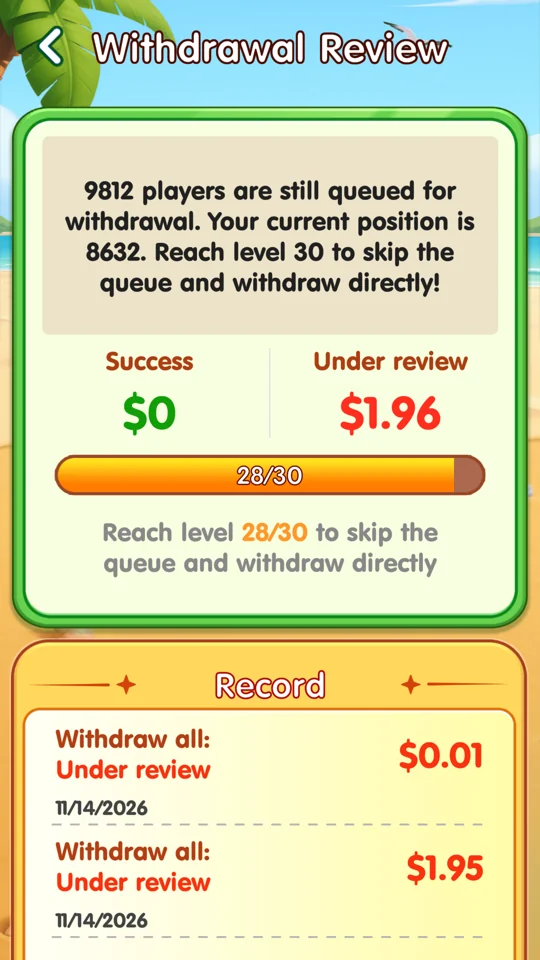 Withdrawal Review
9812 players are still queued for
withdrawal. Your current position is
8632. Reach level 30 to skip the
queue and withdraw directly!
Success
Under review
$0
$1.96
28/30
Reach level 28/30 to skip the
queue and withdraw directly
Record
Withdraw all:
Under review
$0.01
11/14/2026
Withdraw all:
Under review
$1.95
11/14/2026